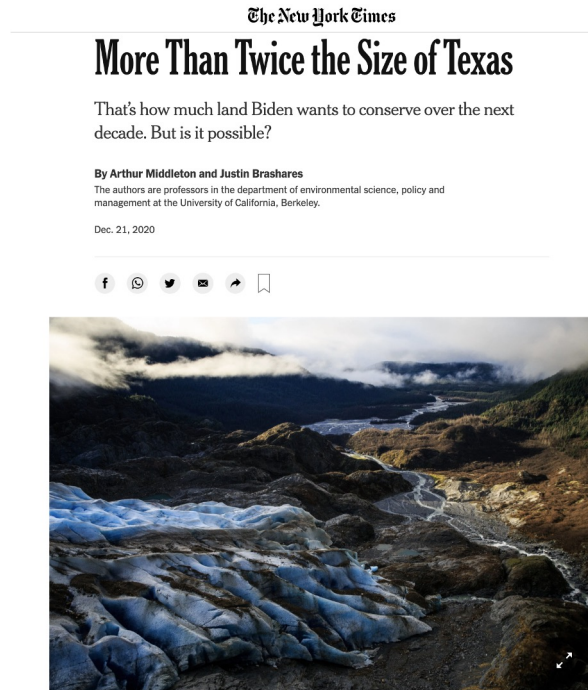 The New York Times
More Than Twice the Size of Texas
That's how much land Biden wants to conserve over the next
decade. But is it possible?
By Arthur Middleton and Justin Brashares
The authors are professors in the department of environmental science, policy and
management at the University of California, Berkeley.
Dec. 21, 2020